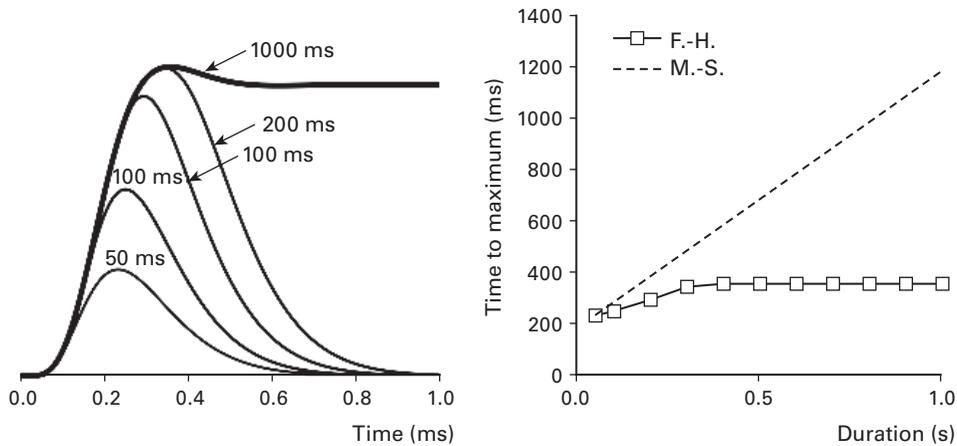 1000 ms
200 ms
100 ms
100 ms
50 ms
0.0 0.2 0.4 0.6 0.8 1.0
Time (ms)
Time to maximum (ms)
1400
1200
1000
800
600
400
200
0
F.-H.
M.-S.
0.0 0.5 1.0
Duration (s)